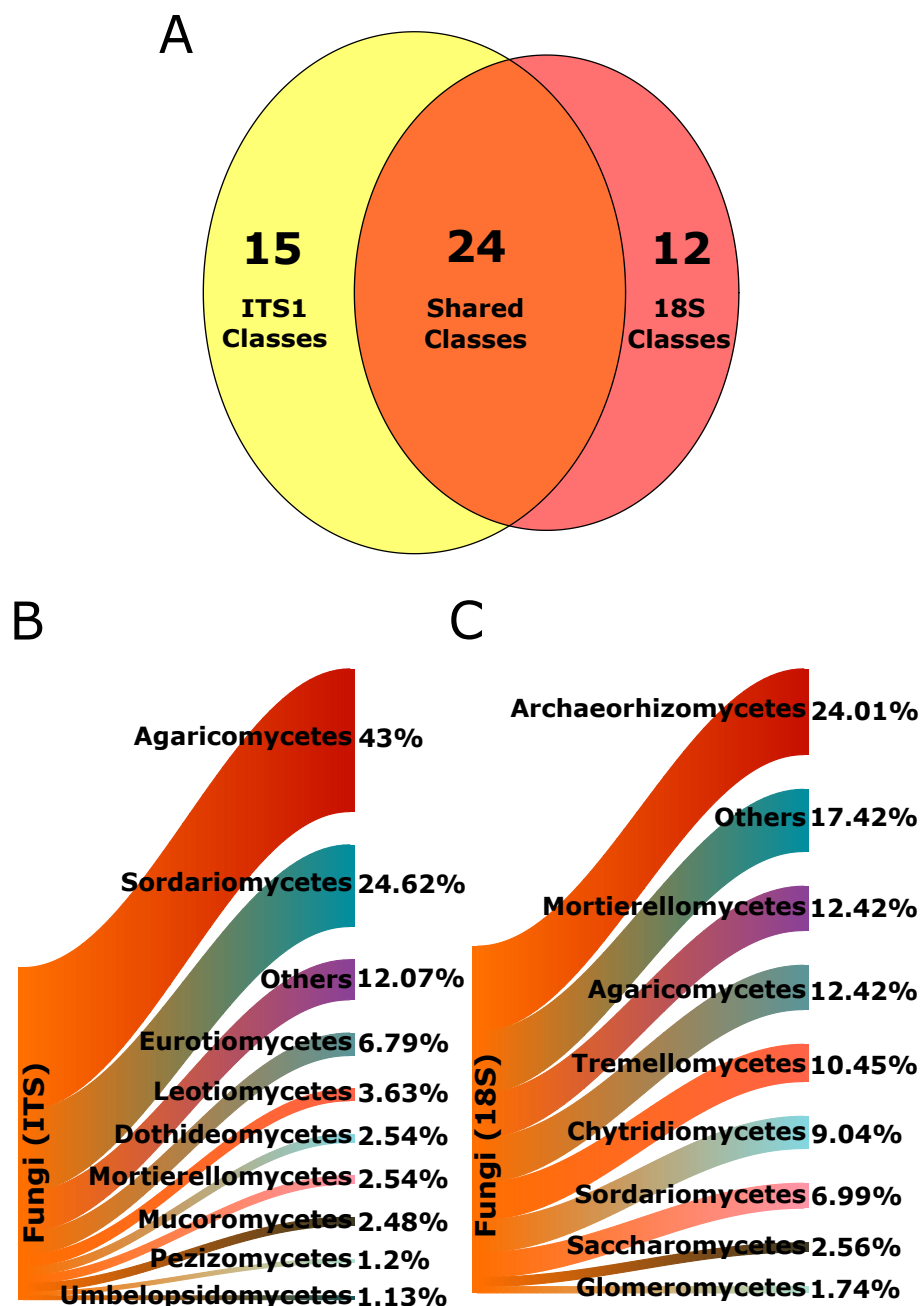 A
15
ITS1
Classes
24
Shared
Classes
12
18S
Classes
B
Fungi (ITS)
Agaricomycetes 43%
Sordariomycetes 24.62%
Others 12.07%
Eurotiomycetes 6.79%
Leotiomycetes 3.63%
Dothideomycetes 2.54%
Mortierellomycetes 2.54%
Mucoromycetes 2.48%
Pezizomycetes 1.2%
Umbelopsidomycetes 1.13%
C
Fungi (18S)
Archaeorhizomycetes 24.01%
Others 17.42%
Mortierellomycetes 12.42%
Agaricomycetes 12.42%
Tremellomycetes 10.45%
Chytridiomycetes 9.04%
Sordariomycetes 6.99%
Saccharomycetes 2.56%
Glomeromycetes 1.74%